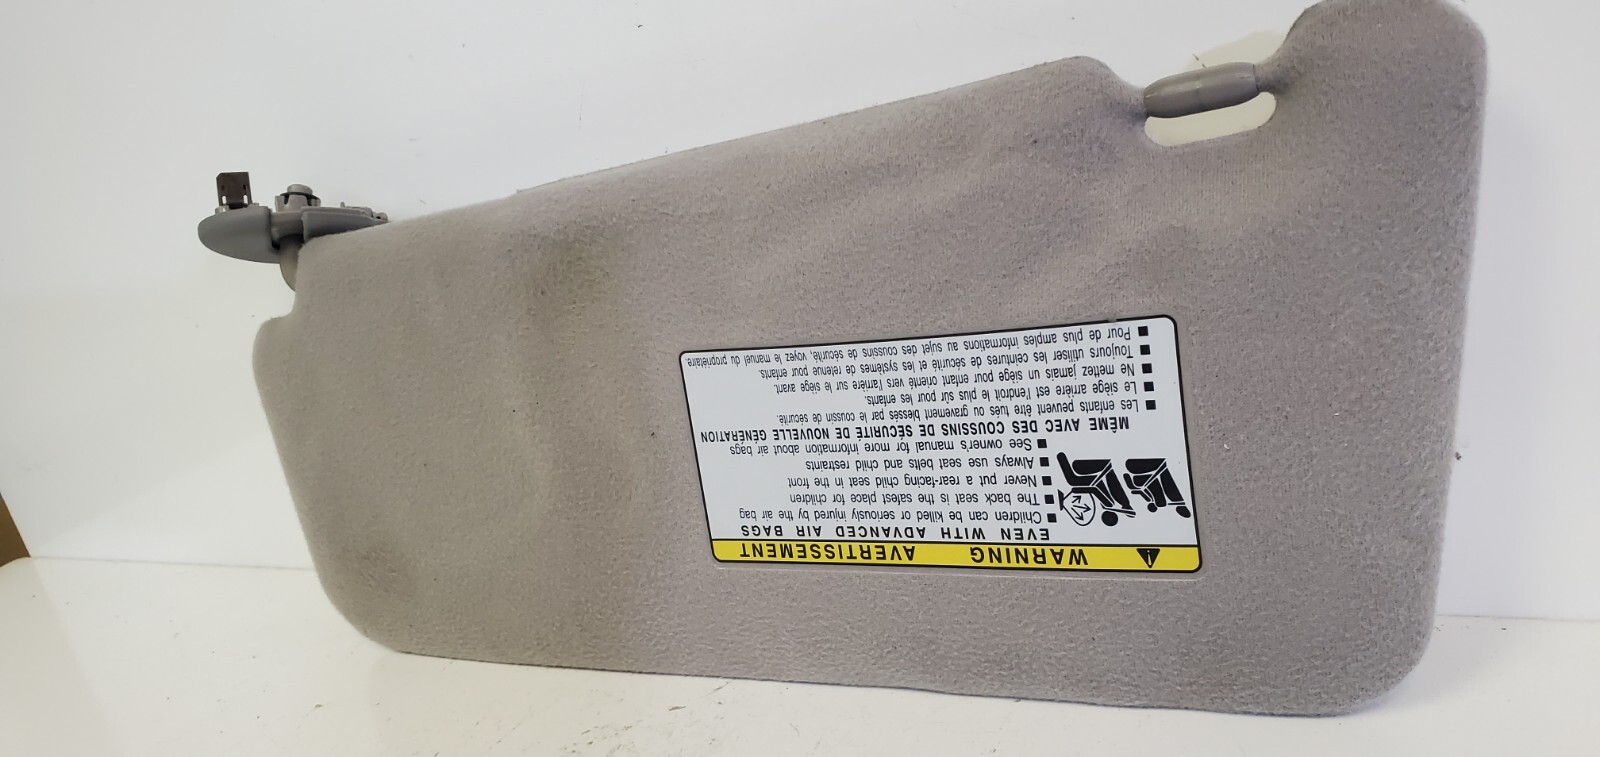 WARNING AVERTISSEMENT
EVEN WITH ADVANCED AIR BAGS
■ Children can be killed or seriously injured by the air bag
■ The back seat is the safest place for children
■ Never put a rear-facing child seat in the front
■ Always use seat belts and child restraints
■ See owner's manual for more information about air bags
MÊME AVEC DES COUSSINS DE SÉCURITÉ DE NOUVELLE GÉNÉRATION
■ Les enfants peuvent être tués ou gravement blessés par le coussin de sécurité.
■ Le siège arrière est l'endroit le plus sûr pour les enfants.
■ Ne mettez jamais un siège pour enfant orienté vers l'arrière sur le siège avant.
■ Toujours utiliser les ceintures de sécurité et les systèmes de retenue pour enfants.
■ Pour de plus amples informations au sujet des coussins de sécurité, voyez le manuel du propriétaire.